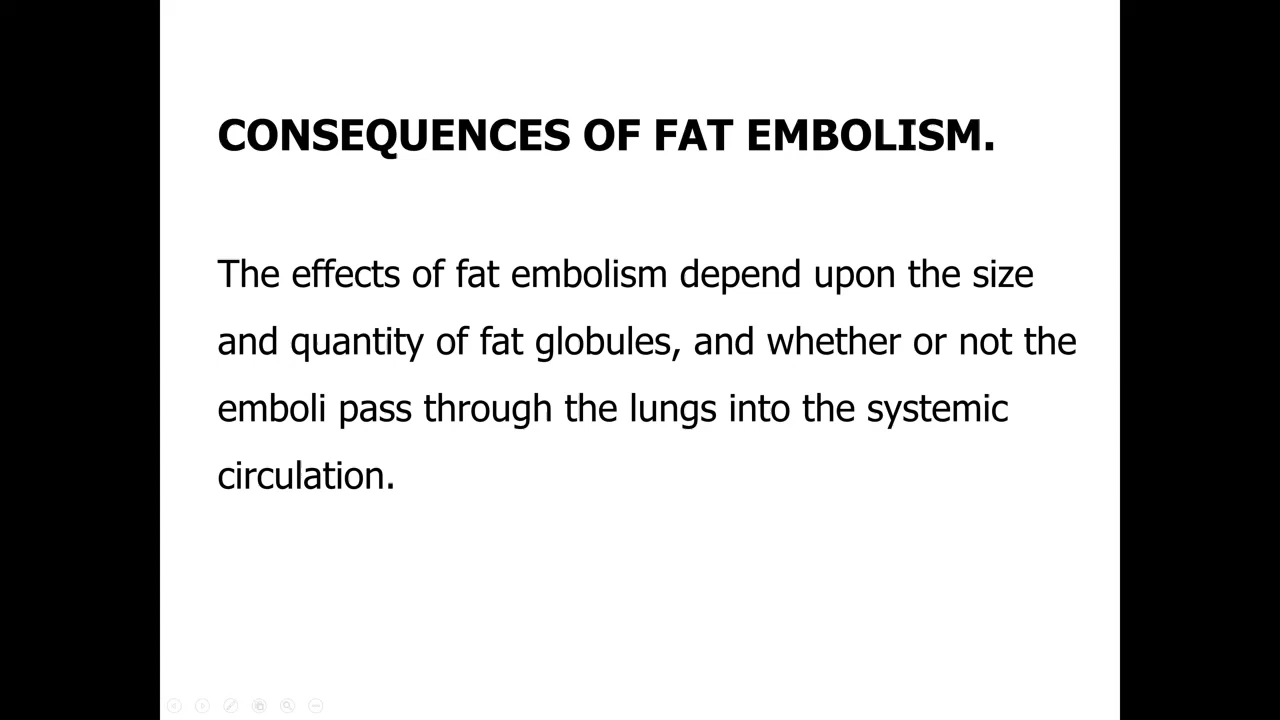 CONSEQUENCES OF FAT EMBOLISM.
The effects of fat embolism depend upon the size
and quantity of fat globules, and whether or not the
emboli pass through the lungs into the systemic
circulation.